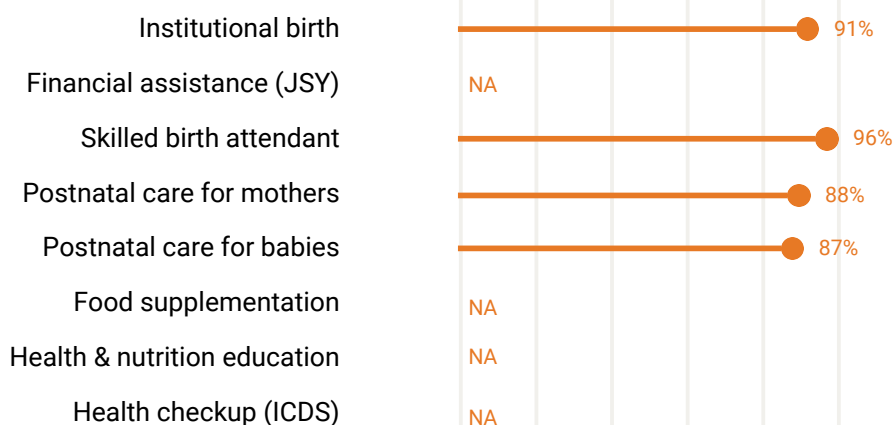 Institutional birth 91%
Financial assistance (JSY) NA
Skilled birth attendant 96%
Postnatal care for mothers 88%
Postnatal care for babies 87%
Food supplementation NA
Health & nutrition education NA
Health checkup (ICDS) NA